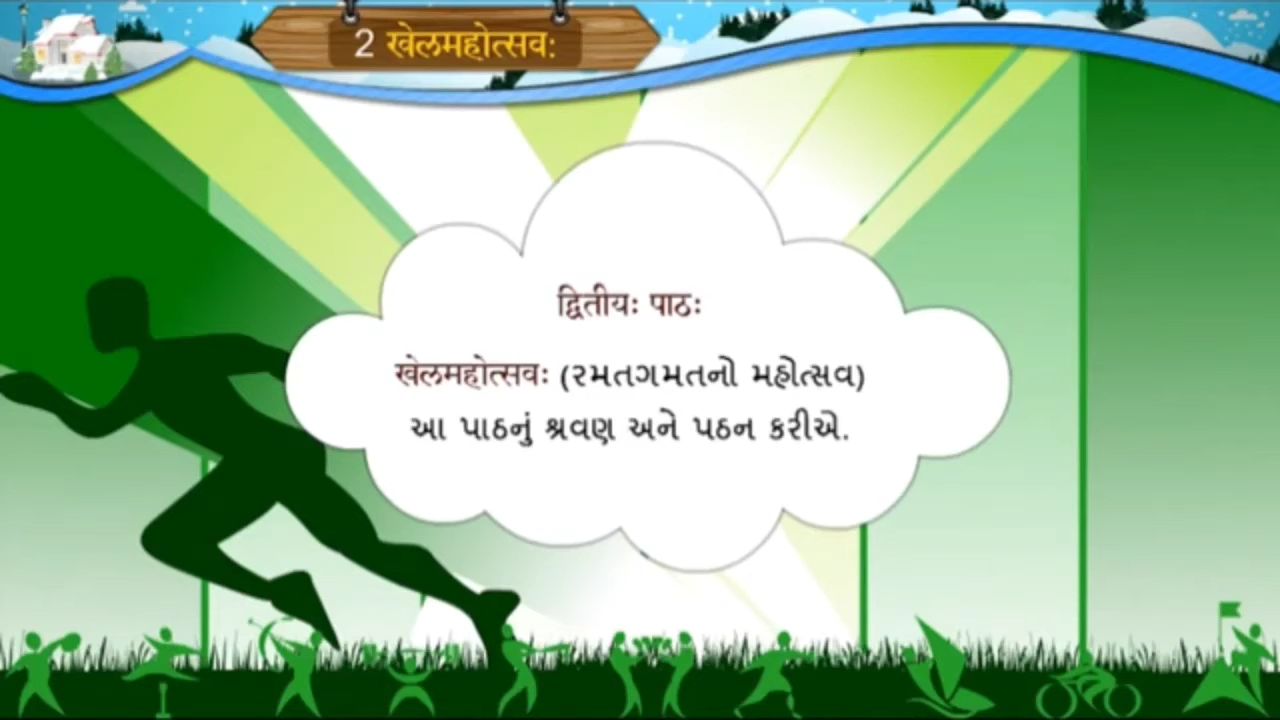 2 खेलमहोत्सवः
द्वितीयः पाठः
खेलमहोत्सवः (રમતગમતનો મહોત્સવ)
આ પાઠનું શ્રવણ અને પઠન કરીએ.